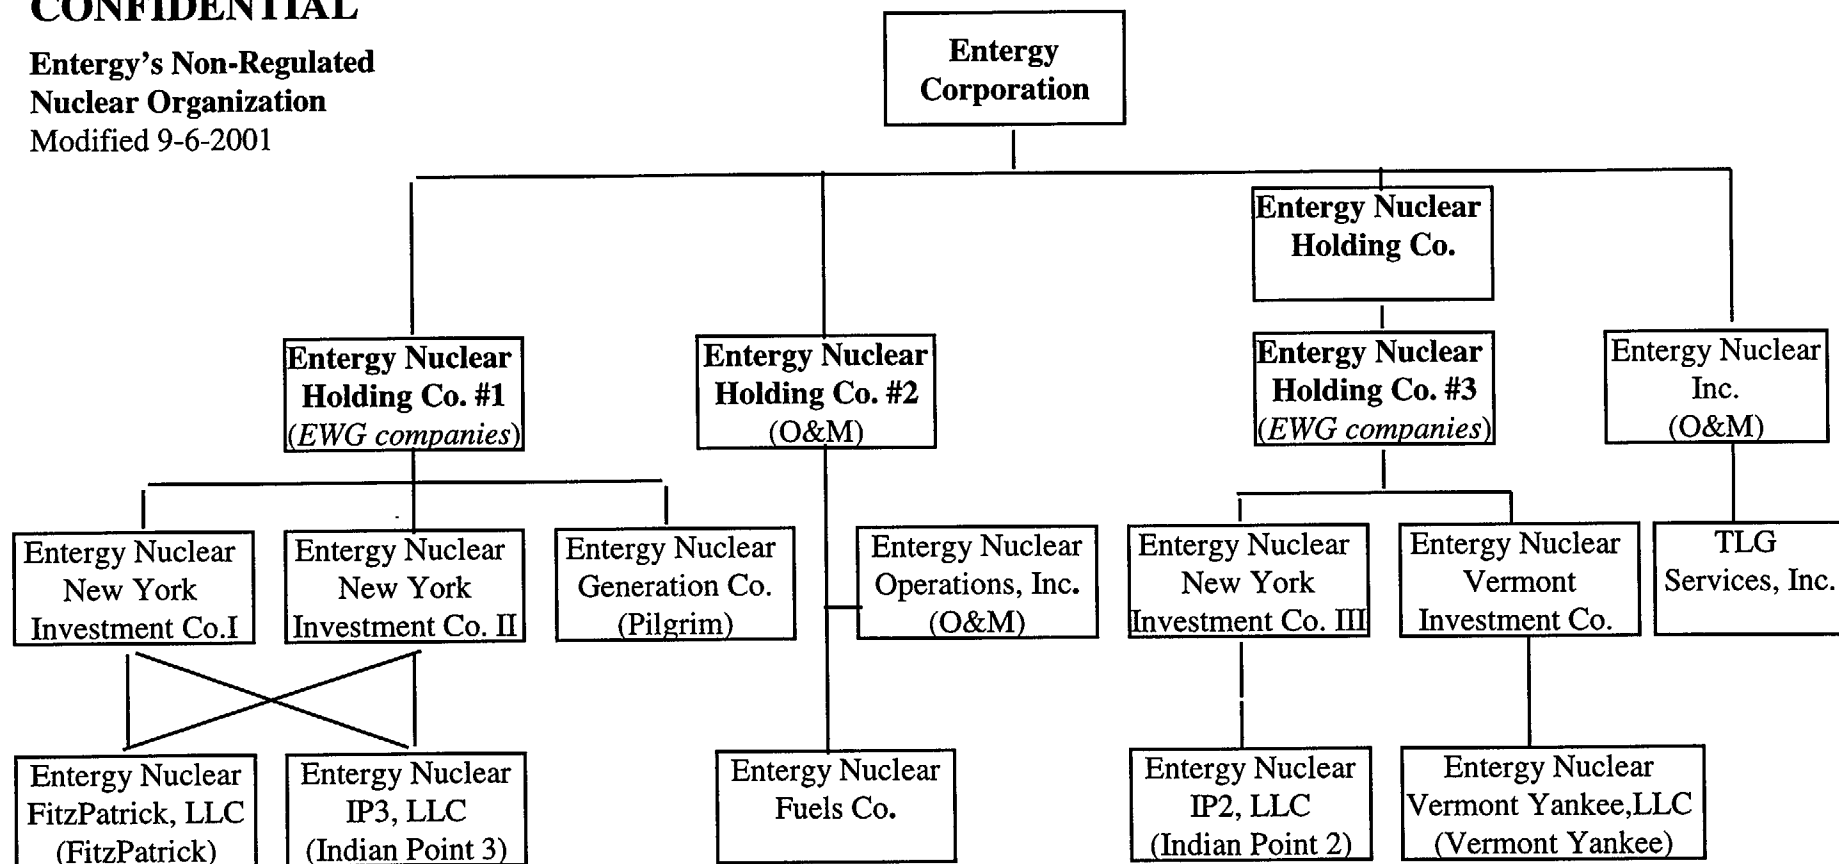 CONFIDENTIAL
Entergy's Non-Regulated
Nuclear Organization
Modified 9-6-2001
Entergy
Corporation
Entergy Nuclear
Holding Co.
Entergy Nuclear
Holding Co. #1
(EWG companies)
Entergy Nuclear
Holding Co. #2
(O&M)
Entergy Nuclear
Holding Co. #3
(EWG companies)
Entergy Nuclear
Inc.
(O&M)
Entergy Nuclear
New York
Investment Co.I
Entergy Nuclear
New York
Investment Co. II
Entergy Nuclear
Generation Co.
(Pilgrim)
Entergy Nuclear
Operations, Inc.
(O&M)
Entergy Nuclear
New York
Investment Co. III
Entergy Nuclear
Vermont
Investment Co.
TLG
Services, Inc.
Entergy Nuclear
FitzPatrick, LLC
(FitzPatrick)
Entergy Nuclear
IP3, LLC
(Indian Point 3)
Entergy Nuclear
Fuels Co.
Entergy Nuclear
IP2, LLC
(Indian Point 2)
Entergy Nuclear
Vermont Yankee,LLC
(Vermont Yankee)